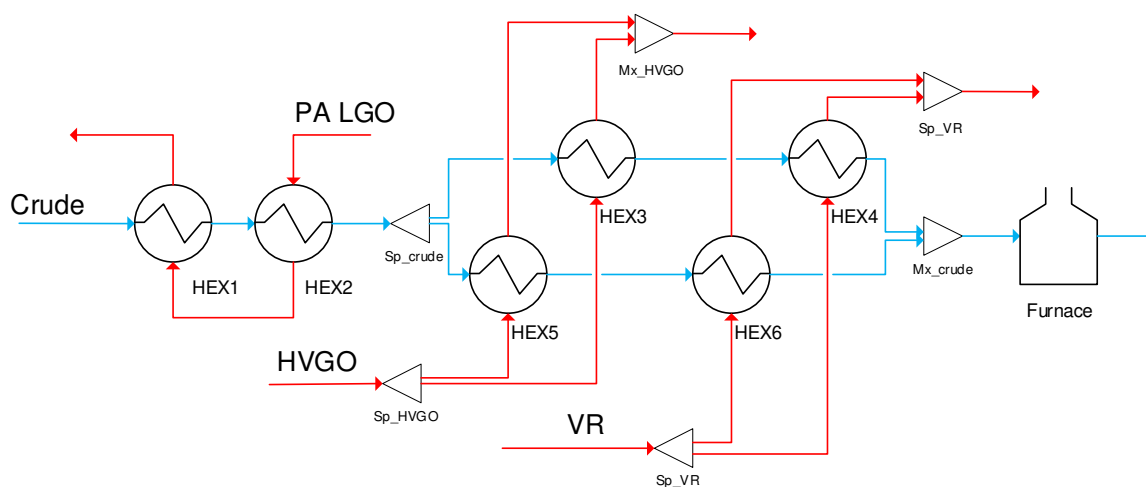 Mx_HVGO
PA LGO
Sp_VR
Crude
HEX3
HEX4
Sp_crude
Mx_crude
HEX1
HEX2
HEX5
HEX6
Furnace
HVGO
Sp_HVGO
VR
Sp_VR